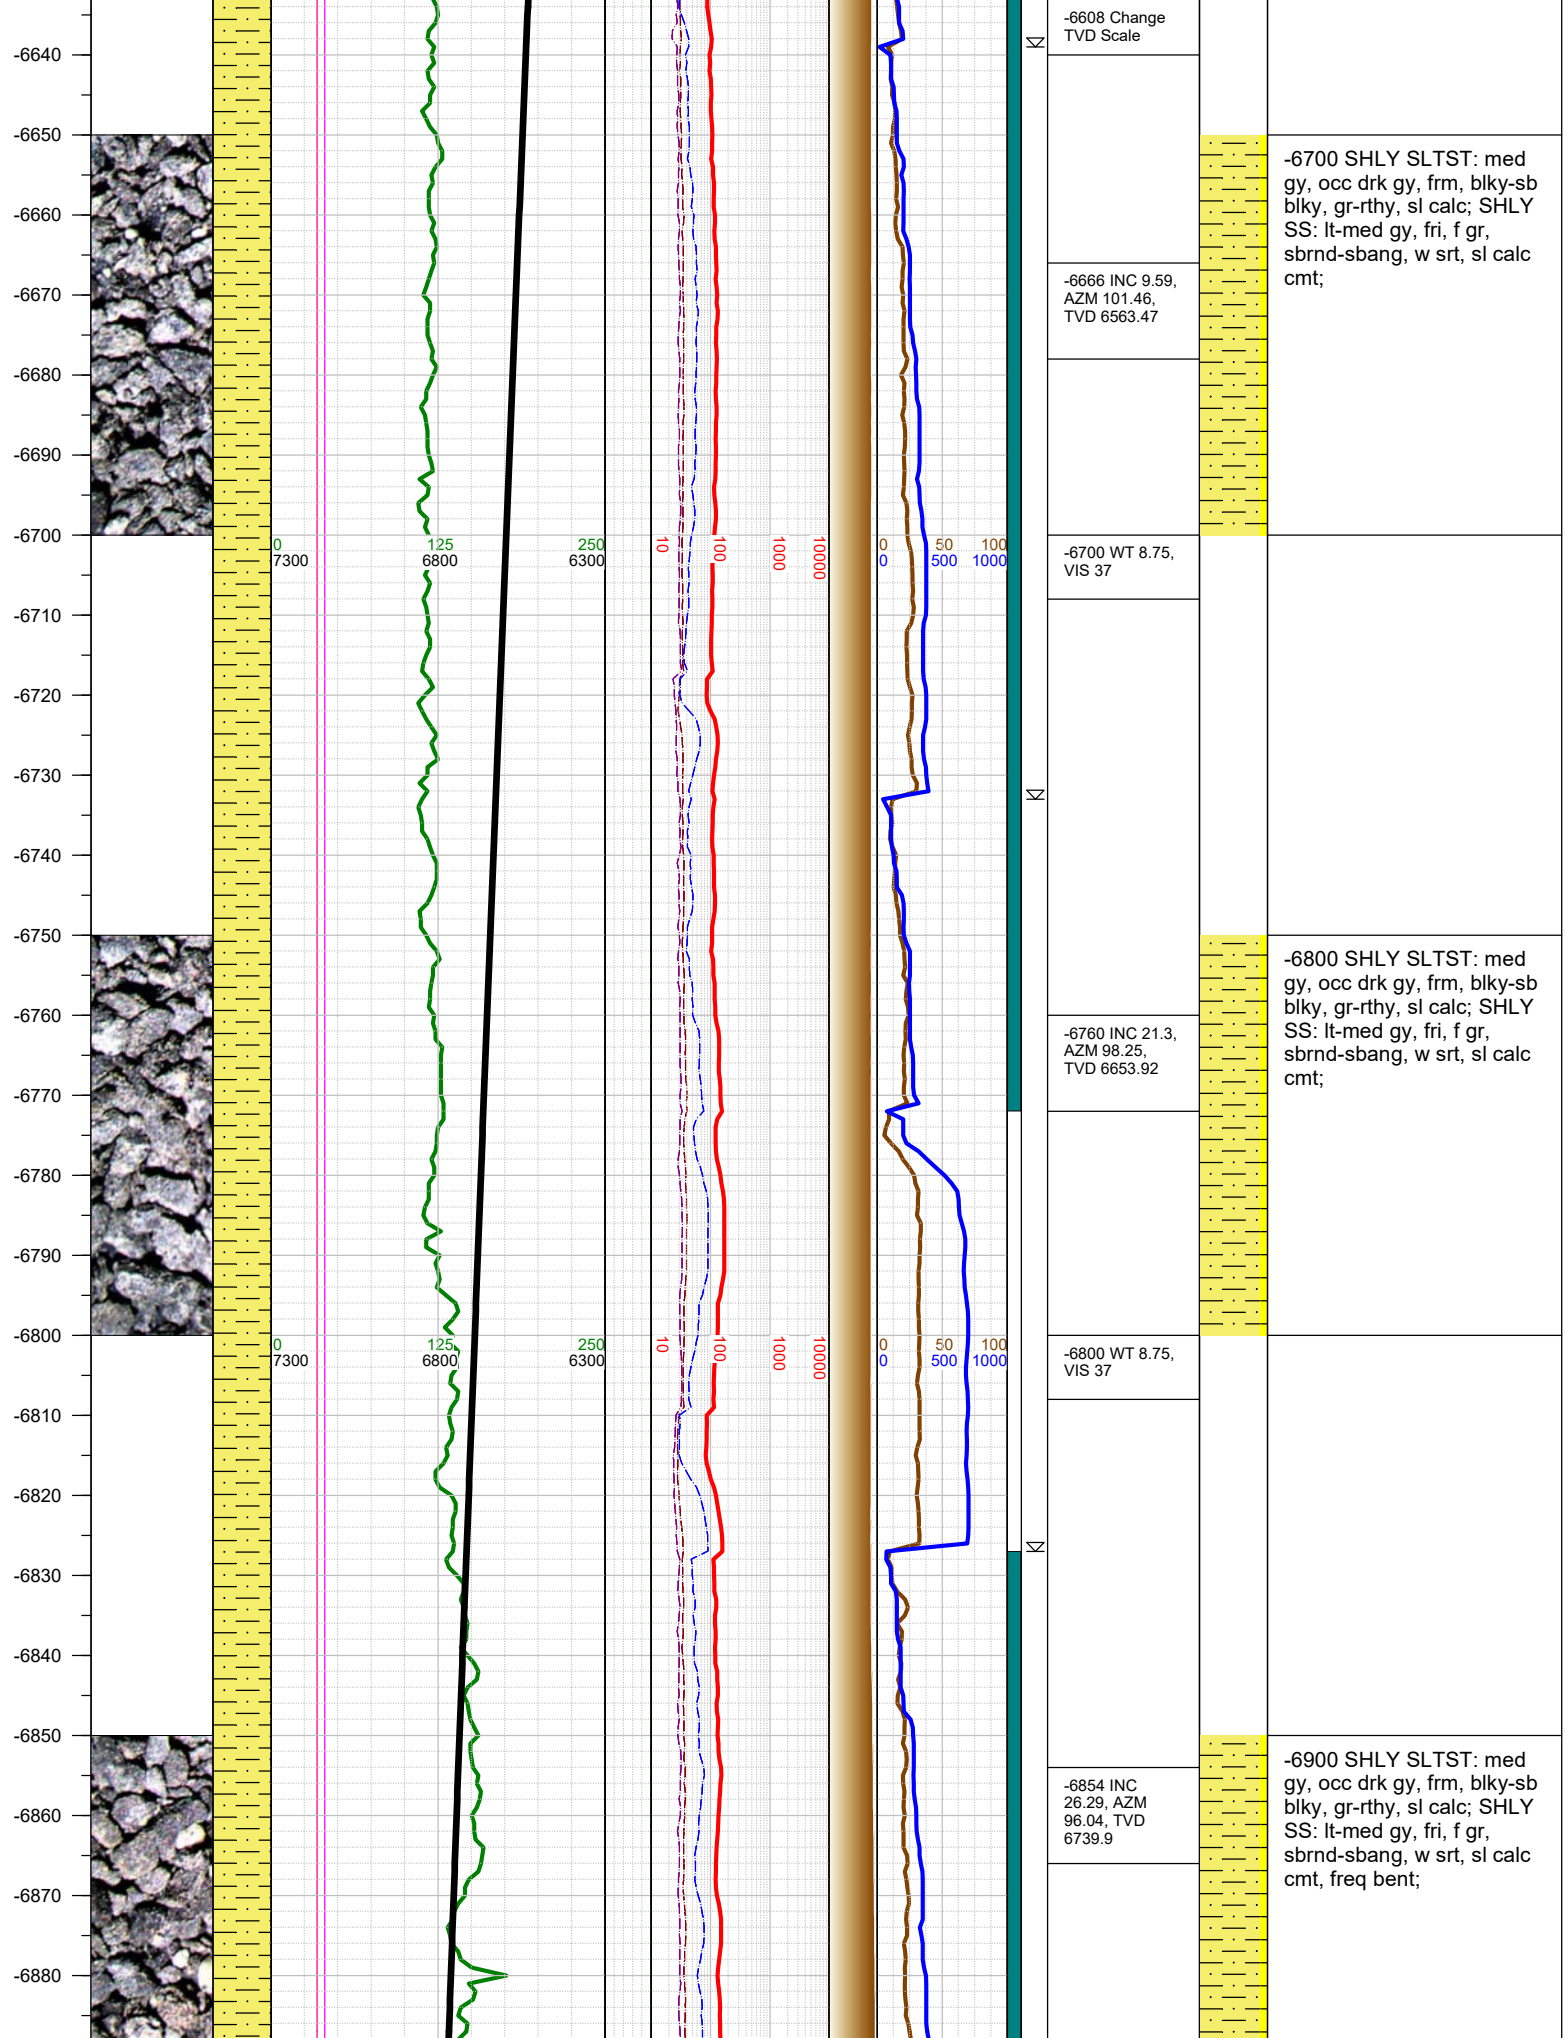 -6608 Change
TVD Scale
-6640
-6650
-6700 SHLY SLTST: med
gy, occ drk gy, frm, blky-sb
blky, gr-rthy, sl calc; SHLY
SS: lt-med gy, fri, f gr,
sbrnd-sbang, w srt, sl calc
cmt;
-6660
-6666 INC 9.59,
AZM 101.46,
TVD 6563.47
-6670
-6680
-6690
-6700
0 125 250
7300 6800 6300
10 100 1000 10000
0 50 100
0 500 1000
-6700 WT 8.75,
VIS 37
-6710
-6720
-6730
-6740
-6750
-6800 SHLY SLTST: med
gy, occ drk gy, frm, blky-sb
blky, gr-rthy, sl calc; SHLY
SS: lt-med gy, fri, f gr,
sbrnd-sbang, w srt, sl calc
cmt;
-6760
-6760 INC 21.3,
AZM 98.25,
TVD 6653.92
-6770
-6780
-6790
-6800
0 125 250
7300 6800 6300
10 100 1000 10000
0 50 100
0 500 1000
-6800 WT 8.75,
VIS 37
-6810
-6820
-6830
-6840
-6850
-6900 SHLY SLTST: med
gy, occ drk gy, frm, blky-sb
blky, gr-rthy, sl calc; SHLY
SS: lt-med gy, fri, f gr,
sbrnd-sbang, w srt, sl calc
cmt, freq bent;
-6854 INC
26.29, AZM
96.04, TVD
6739.9
-6860
-6870
-6880